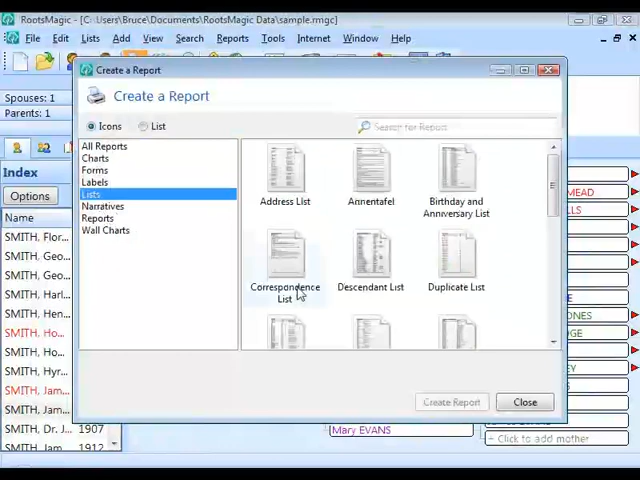 RootsMagic - [C:\Users\Bruce\Documents\RootsMagic Data\sample.rmgc]
File Edit Lists Add View Search Reports Tools Internet Window Help
Spouses: 1
Parents: 1
Index
Options
Name
SMITH, Flor...
SMITH, Geo...
SMITH, Geo...
SMITH, Harl...
SMITH, Hen...
SMITH, Ho...
SMITH, Ho...
SMITH, Hyr...
SMITH, Jam...
SMITH, Jam...
SMITH, Dr. J... 1907
SMITH, Jam... 1912
Create a Report
Create a Report
Icons List
Search for Report
All Reports
Charts
Forms
Labels
Lists
Narratives
Reports
Wall Charts
Address List
Ahnentafel
Birthday and
Anniversary List
Correspondence
List
Descendant List
Duplicate List
Create Report
Close
MEAD
LLS
ONES
GE
EY
Mary EVANS
+ Click to add mother